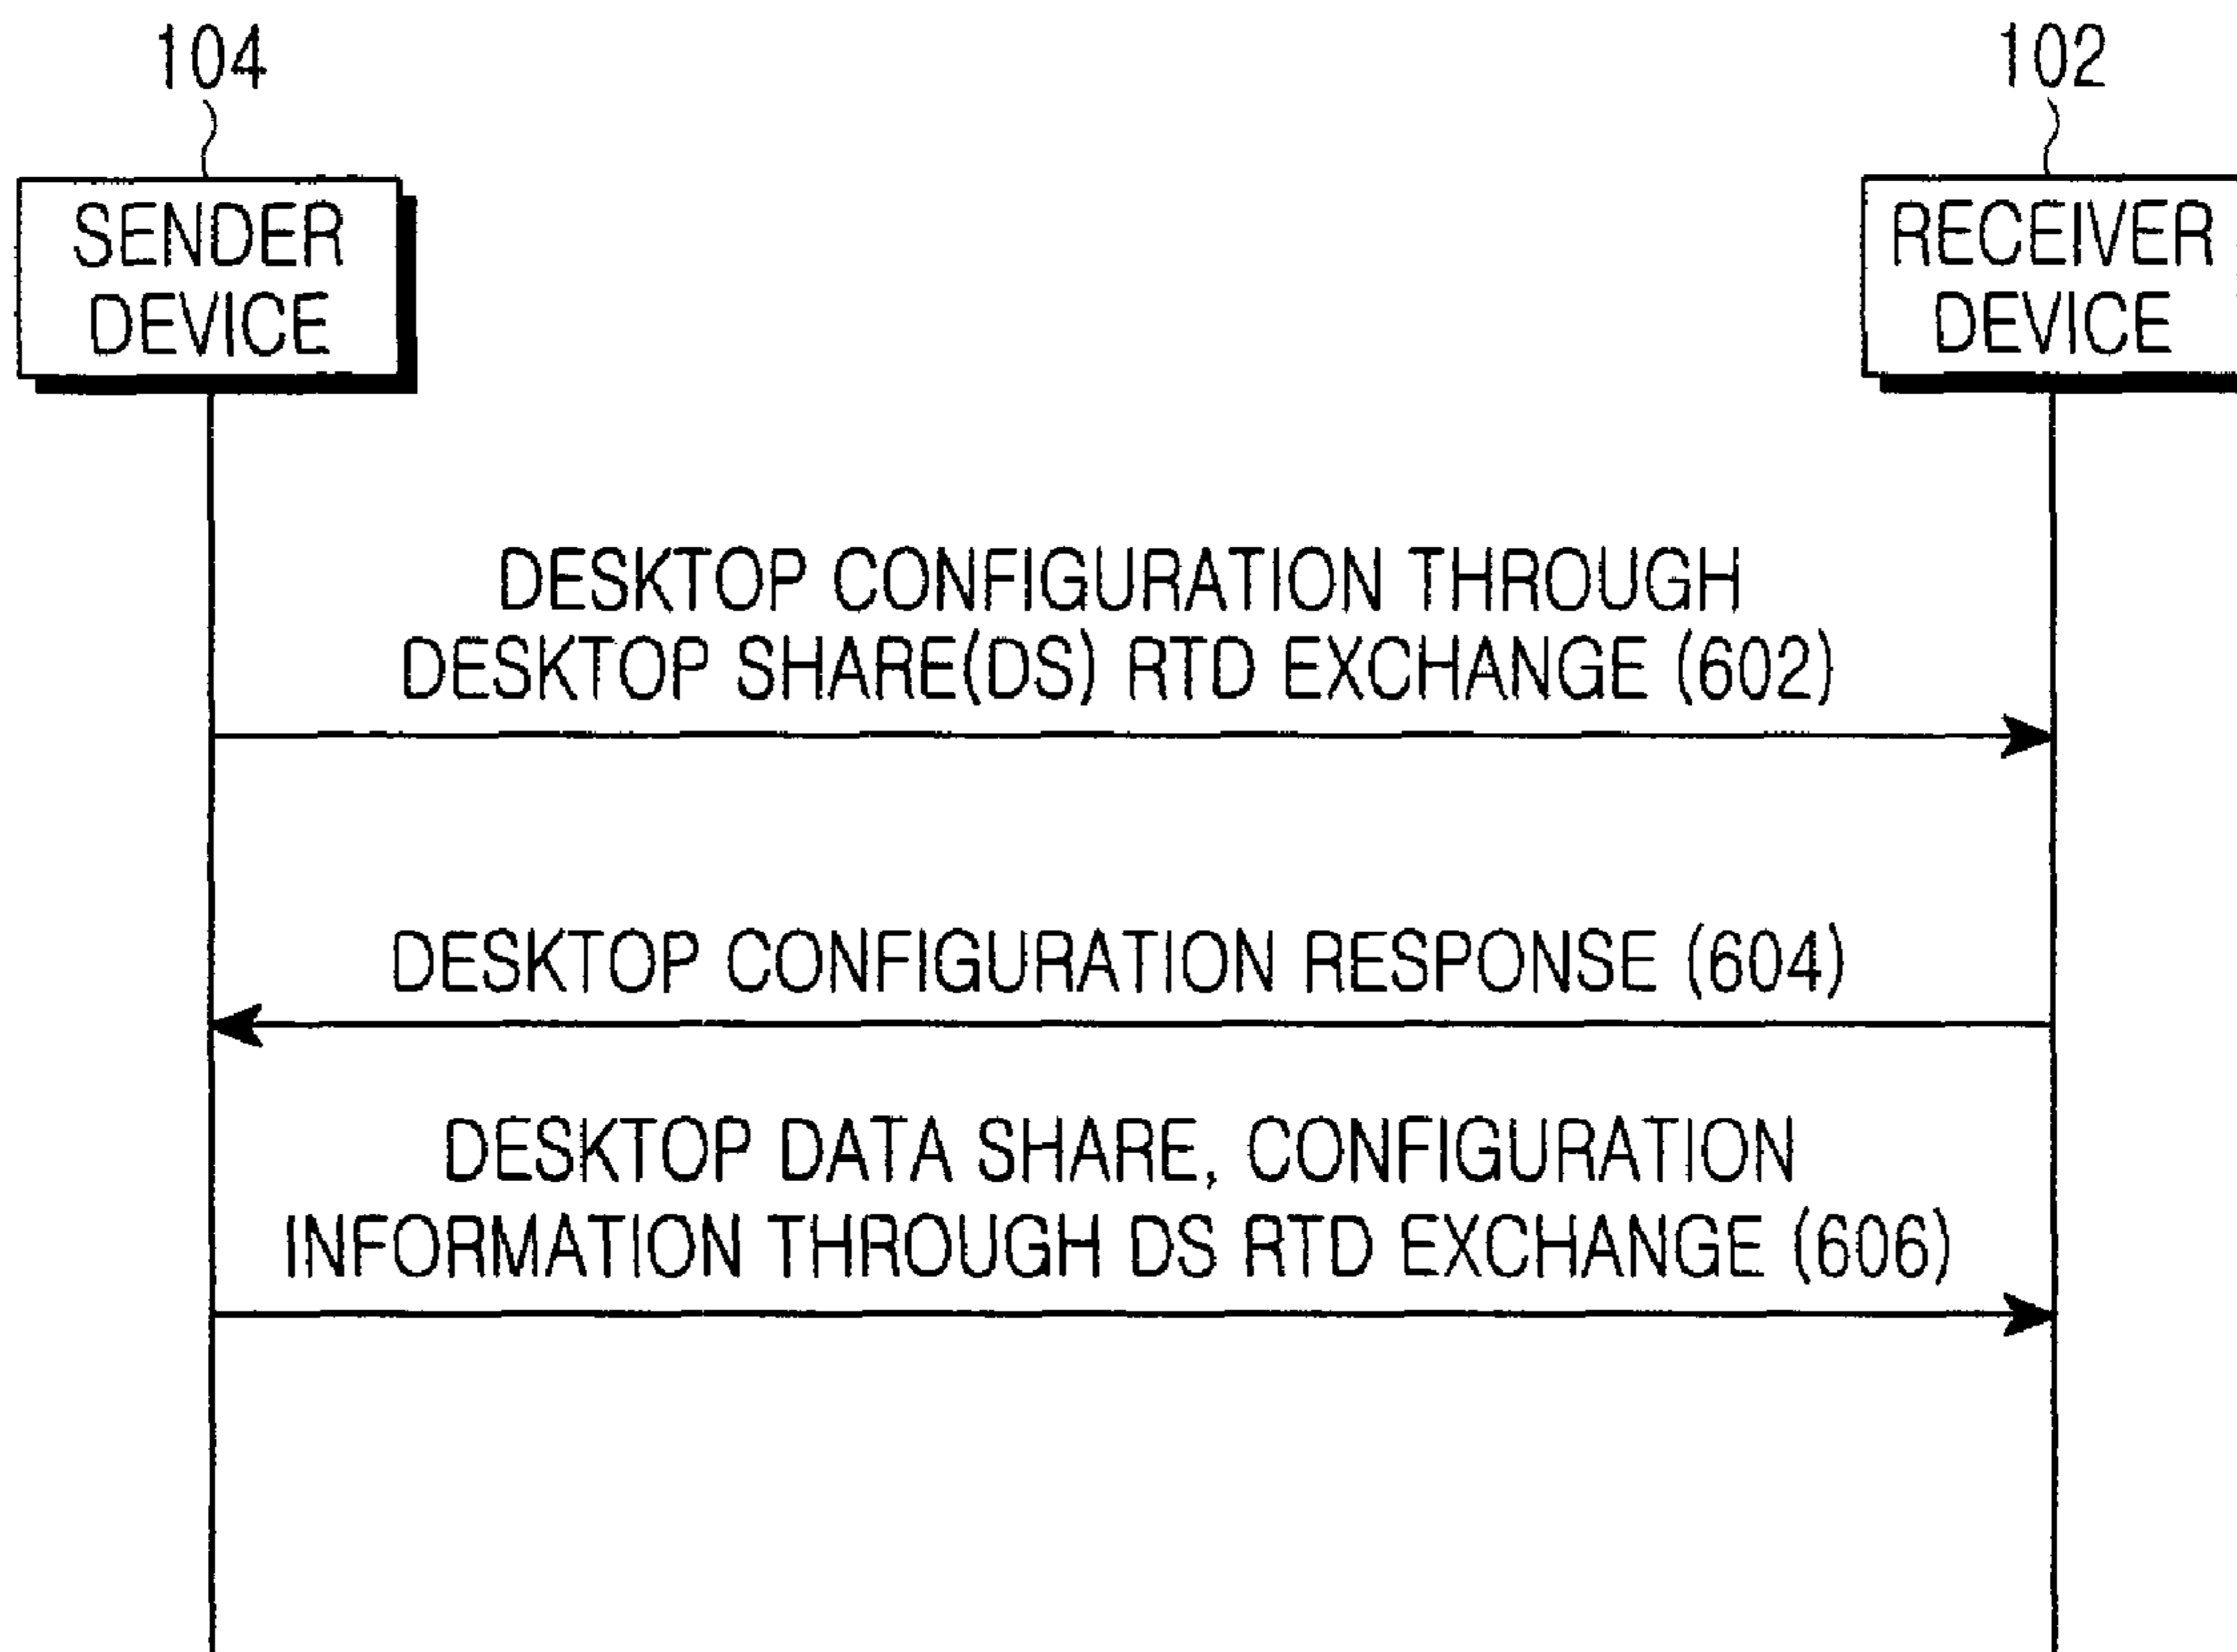 104
102
SENDER
DEVICE
RECEIVER
DEVICE
DESKTOP CONFIGURATION THROUGH
DESKTOP SHARE(DS) RTD EXCHANGE (602)
DESKTOP CONFIGURATION RESPONSE (604)
DESKTOP DATA SHARE, CONFIGURATION
INFORMATION THROUGH DS RTD EXCHANGE (606)